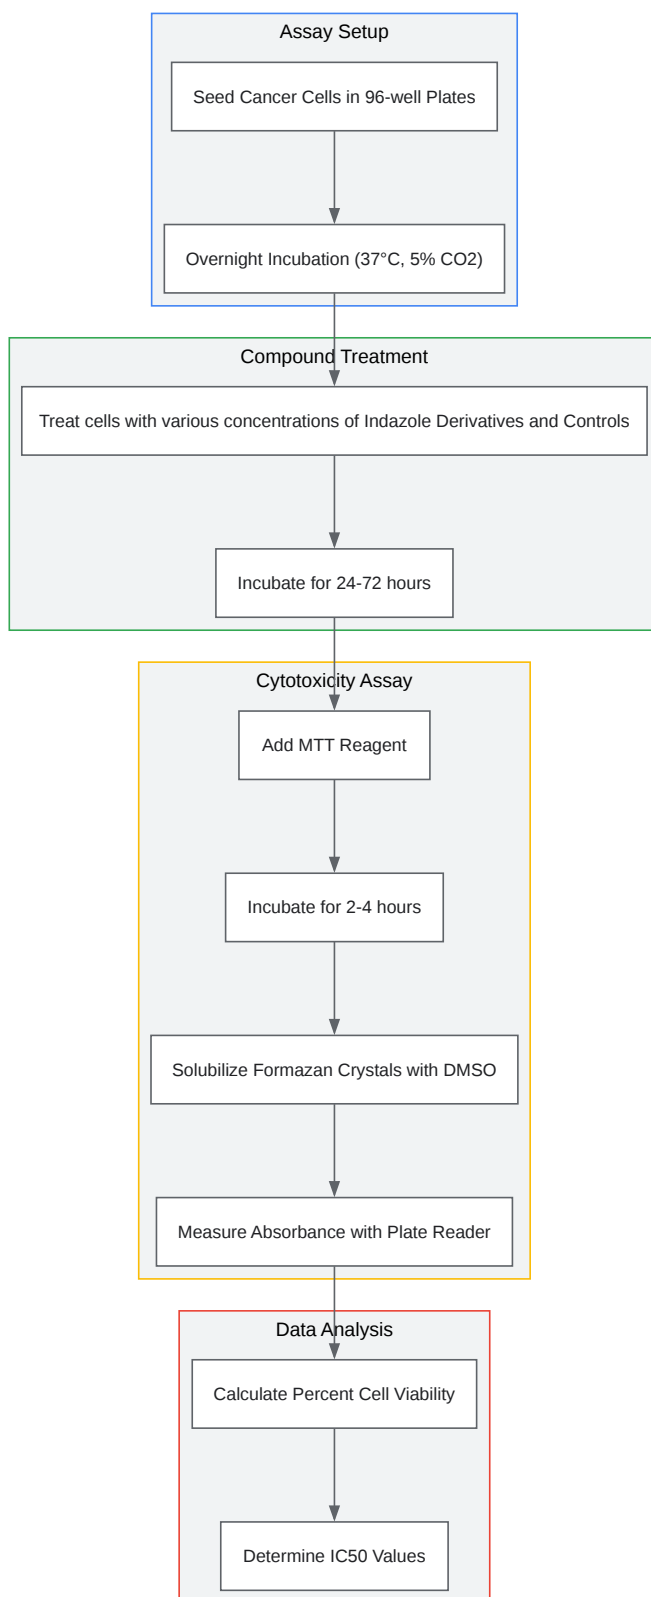 Assay Setup
Seed Cancer Cells in 96-well Plates
Overnight Incubation (37°C, 5% CO2)
Compound Treatment
Treat cells with various concentrations of Indazole Derivatives and Controls
Incubate for 24-72 hours
Cytotoxicity Assay
Add MTT Reagent
Incubate for 2-4 hours
Solubilize Formazan Crystals with DMSO
Measure Absorbance with Plate Reader
Data Analysis
Calculate Percent Cell Viability
Determine IC50 Values